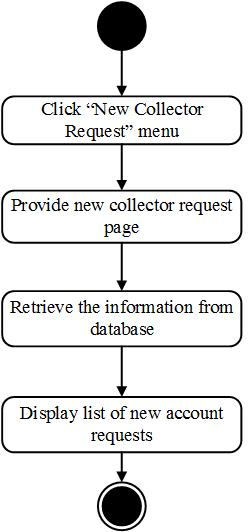 Click “New Collector
Request” menu
Provide new collector request
page
Retrieve the information from
database
Display list of new account
requests